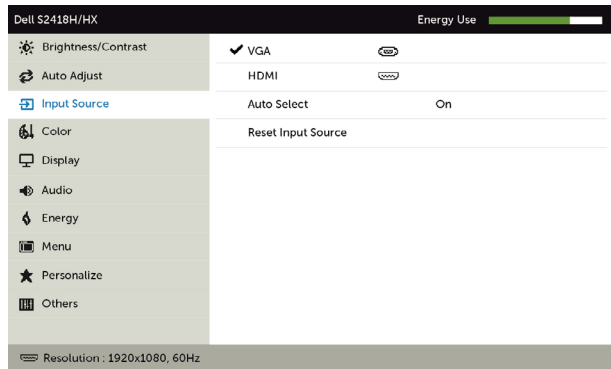 Dell S2418H/HX Energy Use
Brightness/Contrast
Auto Adjust
Input Source
Color
Display
Audio
Energy
Menu
Personalize
Others
VGA
HDMI
Auto Select On
Reset Input Source
Resolution : 1920x1080, 60Hz